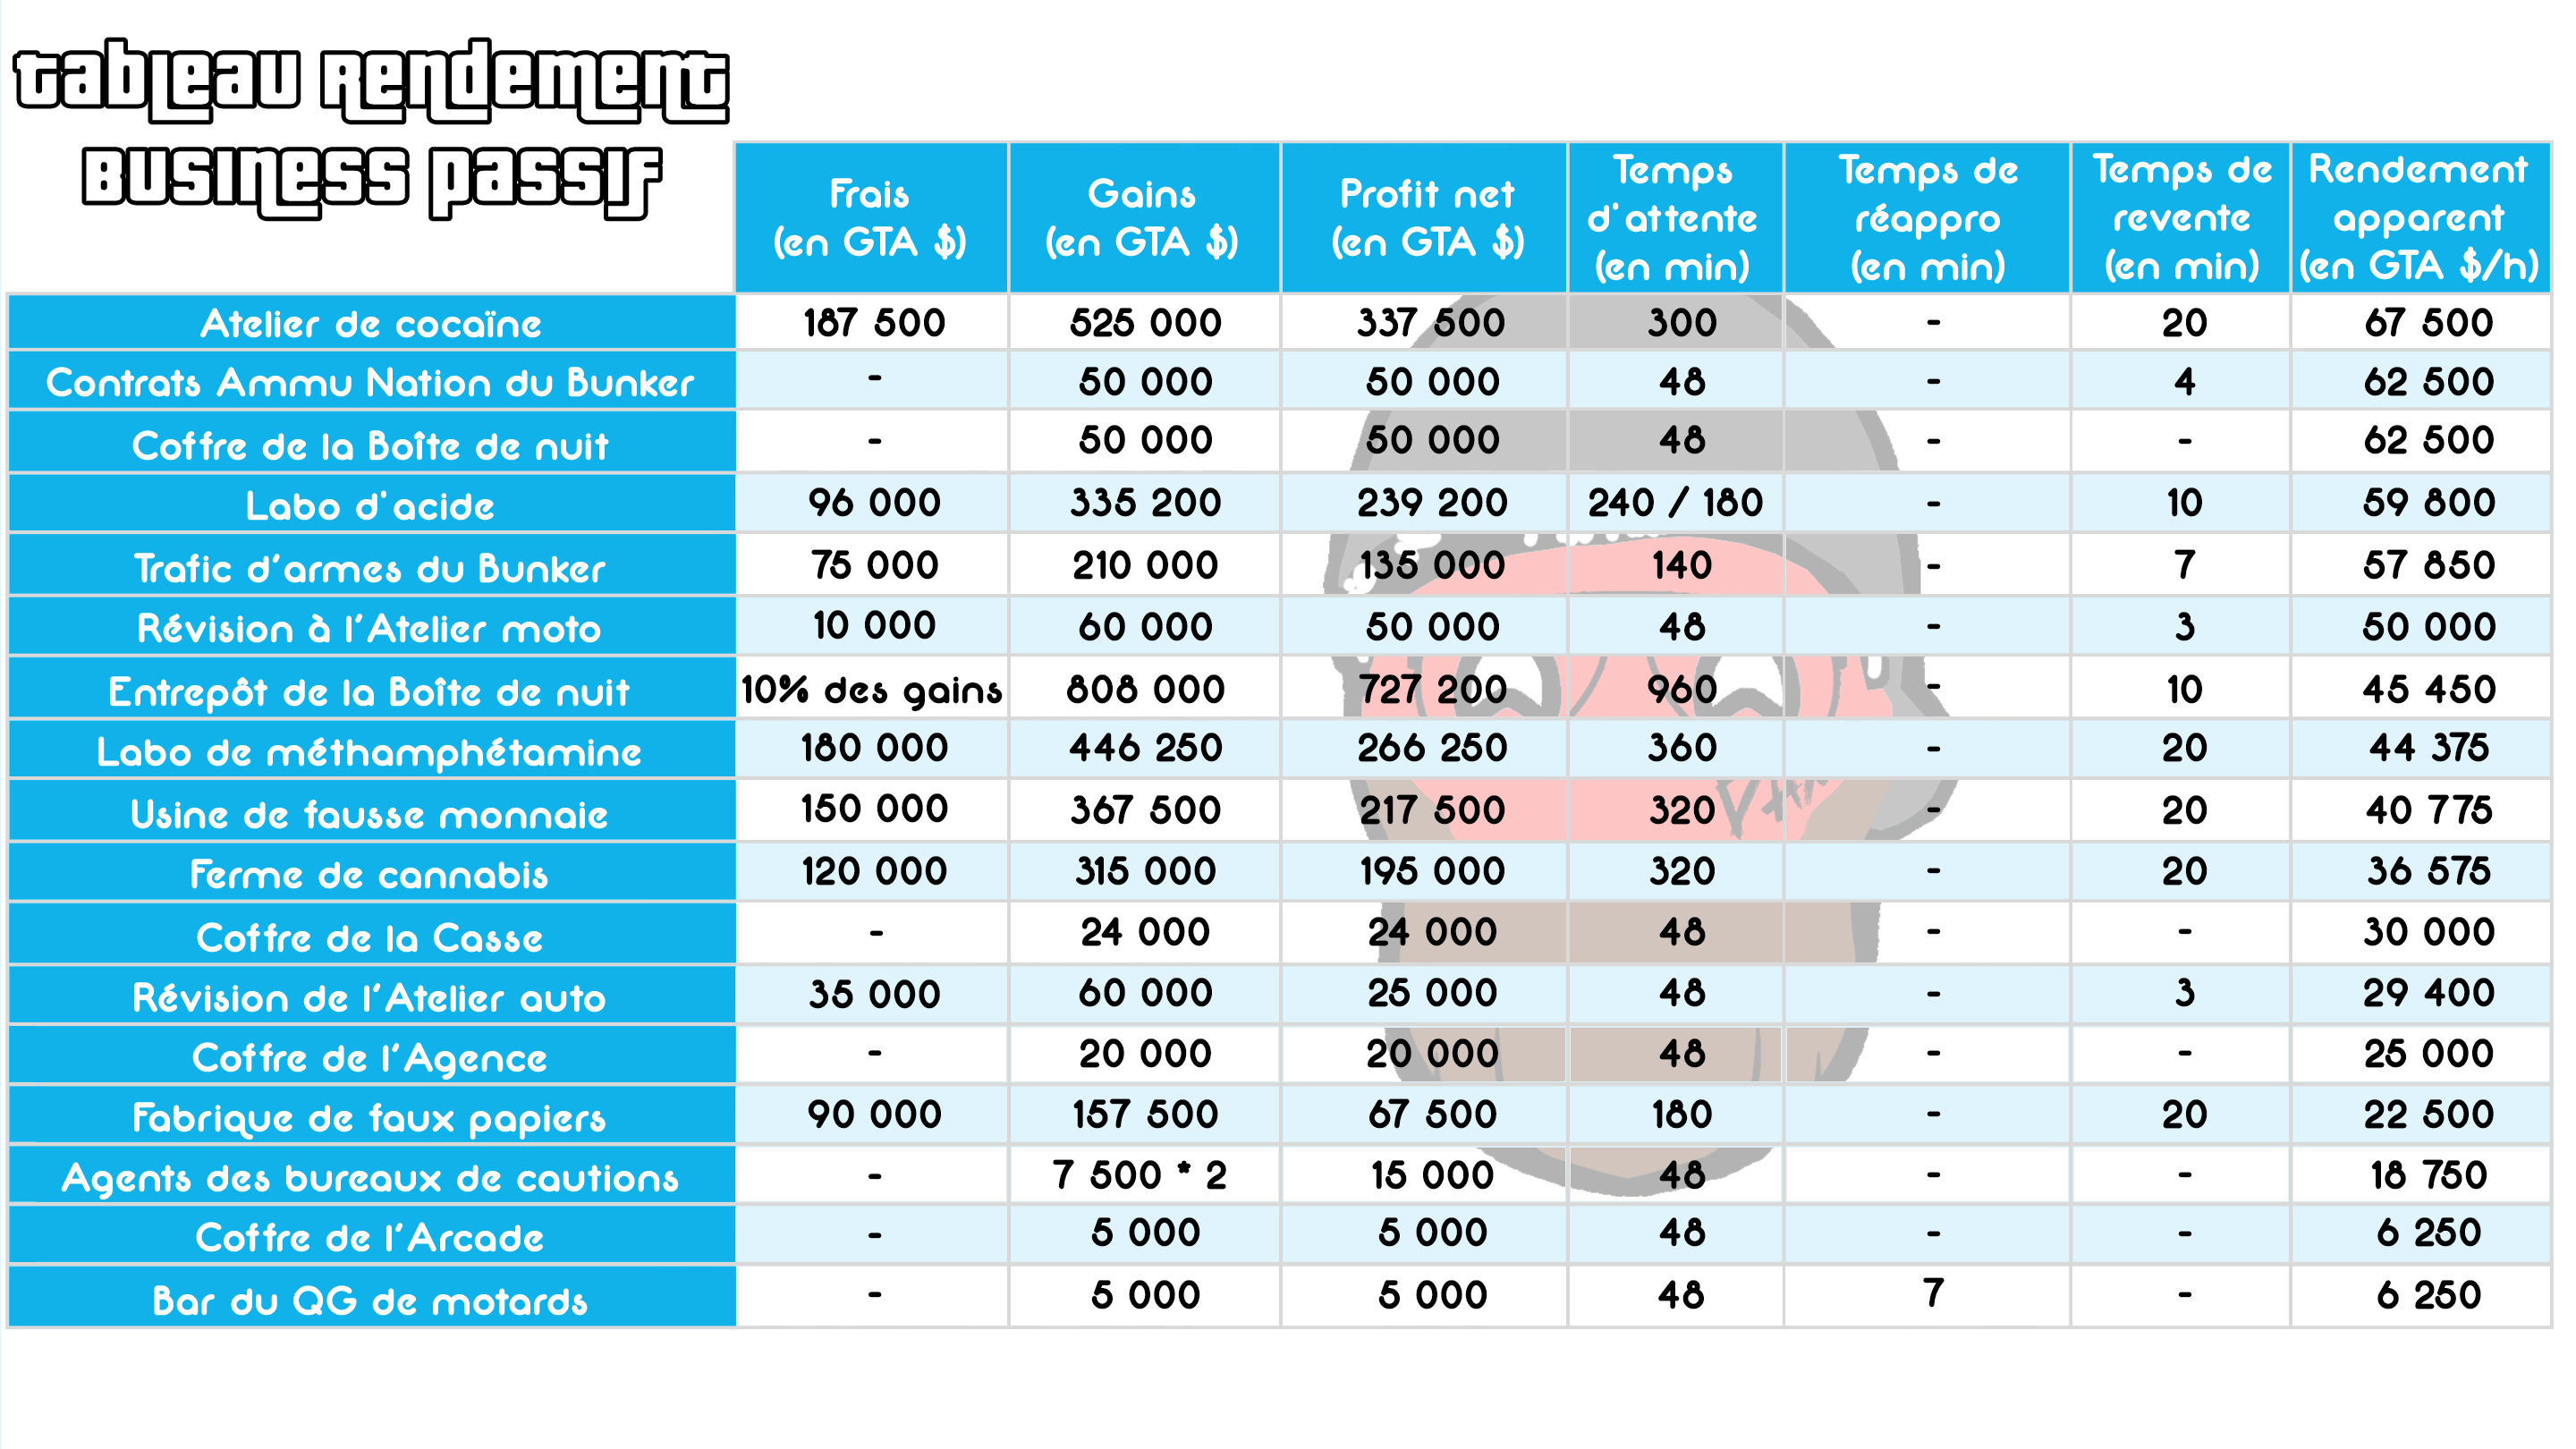 Tableau Rendement
Business Passif
Frais (en GTA $) Gains (en GTA $) Profit net (en GTA $) Temps d'attente (en min) Temps de réappro (en min) Temps de revente (en min) Rendement apparent (en GTA $/h)
Atelier de cocaïne 187 500 525 000 337 500 300 - 20 67 500
Contrats Ammu Nation du Bunker - 50 000 50 000 48 - 4 62 500
Coffre de la Boîte de nuit - 50 000 50 000 48 - - 62 500
Labo d'acide 96 000 335 200 239 200 240 / 180 - 10 59 800
Trafic d'armes du Bunker 75 000 210 000 135 000 140 - 7 57 850
Révision à l'Atelier moto 10 000 60 000 50 000 48 - 3 50 000
Entrepôt de la Boîte de nuit 10% des gains 808 000 727 200 960 - 10 45 450
Labo de méthamphétamine 180 000 446 250 266 250 360 - 20 44 375
Usine de fausse monnaie 150 000 367 500 217 500 320 - 20 40 775
Ferme de cannabis 120 000 315 000 195 000 320 - 20 36 575
Coffre de la Casse - 24 000 24 000 48 - - 30 000
Révision de l'Atelier auto 35 000 60 000 25 000 48 - 3 29 400
Coffre de l'Agence - 20 000 20 000 48 - - 25 000
Fabrique de faux papiers 90 000 157 500 67 500 180 - 20 22 500
Agents des bureaux de cautions - 7 500 * 2 15 000 48 - - 18 750
Coffre de l'Arcade - 5 000 5 000 48 - - 6 250
Bar du QG de motards - 5 000 5 000 48 7 - 6 250